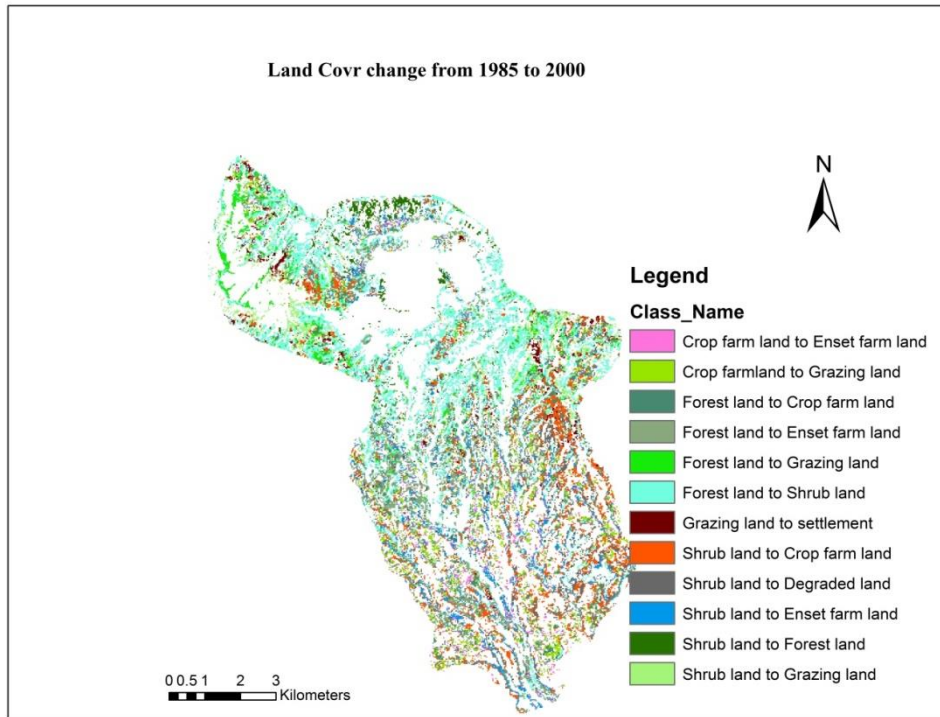 Land Covr change from 1985 to 2000
N
Legend
Class_Name
Crop farm land to Enset farm land
Crop farmland to Grazing land
Forest land to Crop farm land
Forest land to Enset farm land
Forest land to Grazing land
Forest land to Shrub land
Grazing land to settlement
Shrub land to Crop farm land
Shrub land to Degraded land
Shrub land to Enset farm land
Shrub land to Forest land
Shrub land to Grazing land
0 0.5 1 2 3
Kilometers